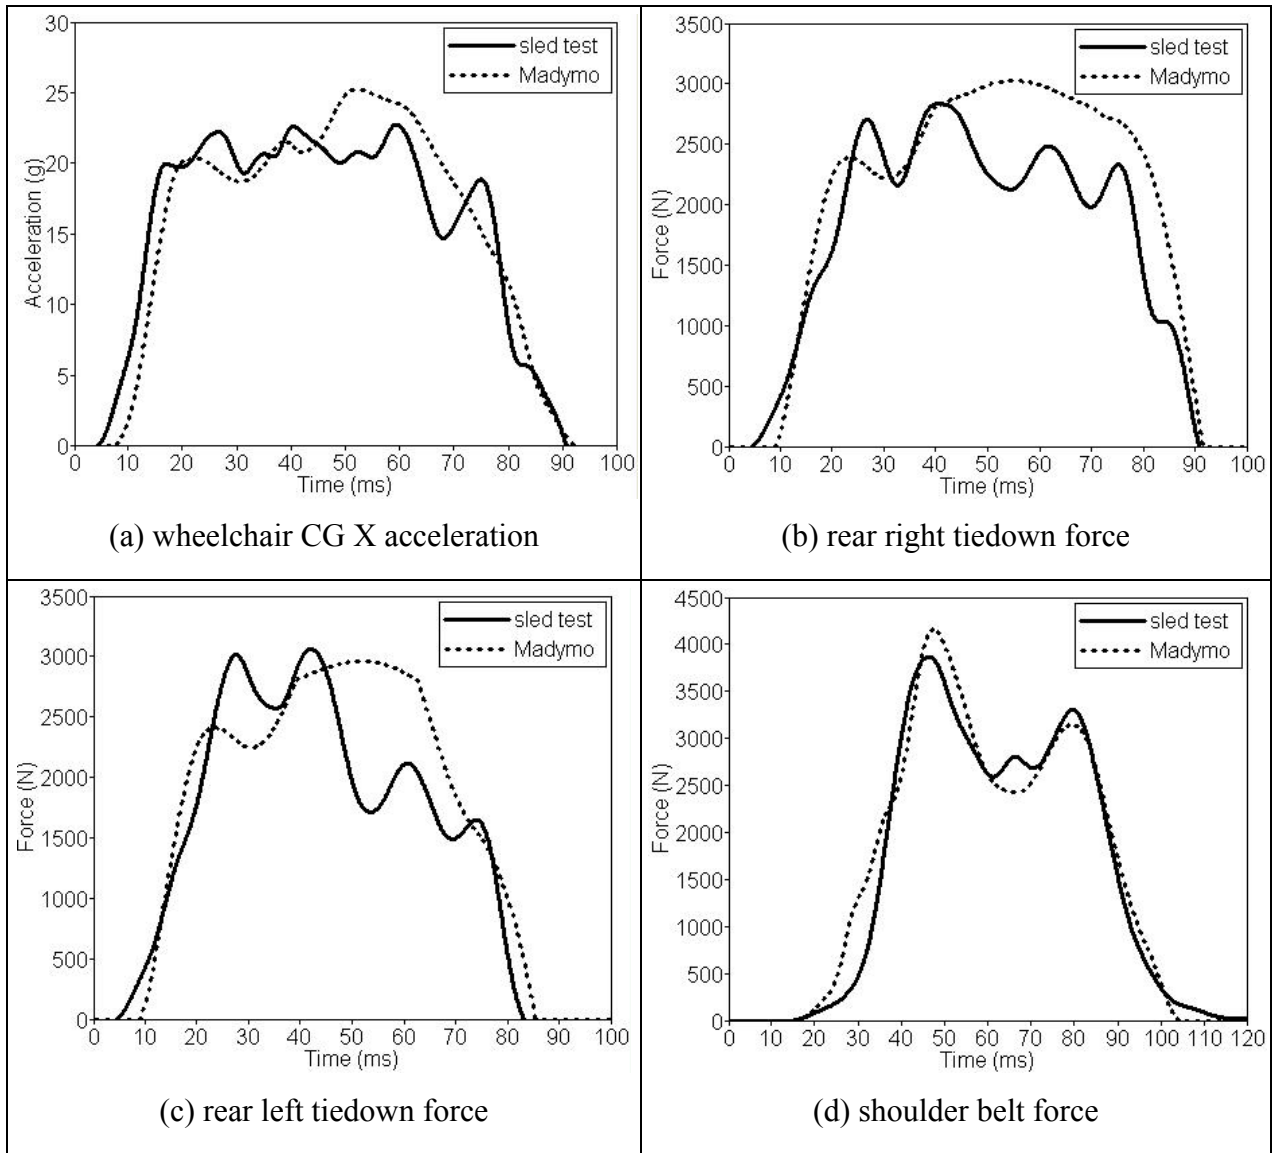 30
25
20
15
10
5
0
Acceleration (g)
sled test
Madymo
0 10 20 30 40 50 60 70 80 90 100
Time (ms)
(a) wheelchair CG X acceleration
3500
3000
2500
2000
1500
1000
500
0
Force (N)
sled test
Madymo
0 10 20 30 40 50 60 70 80 90 100
Time (ms)
(b) rear right tiedown force
3500
3000
2500
2000
1500
1000
500
0
Force (N)
sled test
Madymo
0 10 20 30 40 50 60 70 80 90 100
Time (ms)
(c) rear left tiedown force
4500
4000
3500
3000
2500
2000
1500
1000
500
0
Force (N)
sled test
Madymo
0 10 20 30 40 50 60 70 80 90 100 110 120
Time (ms)
(d) shoulder belt force